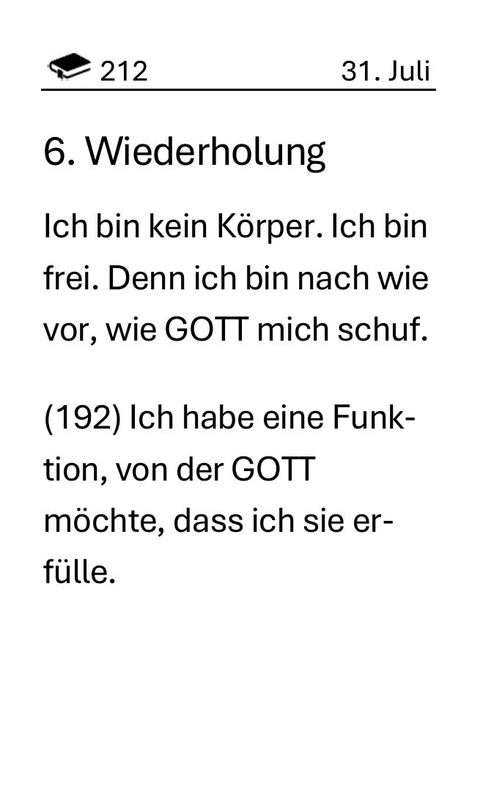 212 31. Juli
6. Wiederholung
Ich bin kein Körper. Ich bin
frei. Denn ich bin nach wie
vor, wie GOTT mich schuf.
(192) Ich habe eine Funk-
tion, von der GOTT
möchte, dass ich sie er-
fülle.